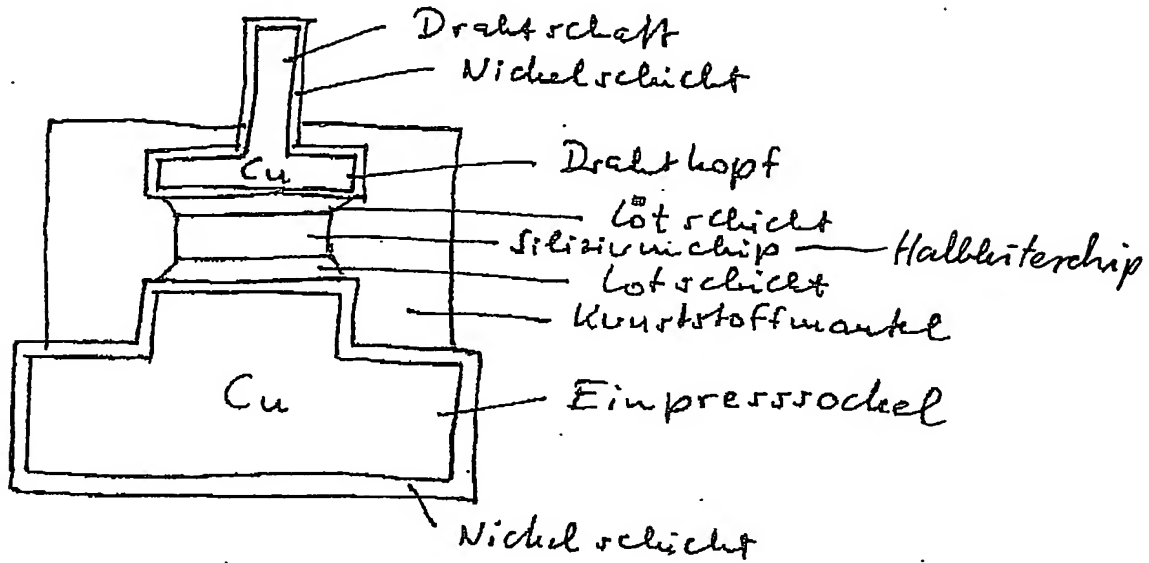 Drahtschaft
Nickelschicht
Cu
Drahtkopf
Lötschicht
Siliziumchip — Halbleiterchip
Lotschicht
Kunststoffmantel
Cu
Einpresssockel
Nickelschicht